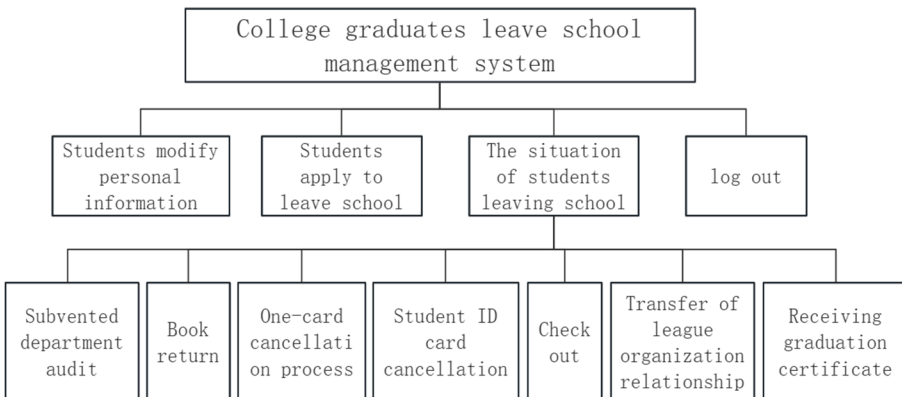 College graduates leave school
management system
Students modify
personal
information
Students
apply to
leave school
The situation
of students
leaving school
log out
Subvented
department
audit
Book
return
One-card
cancellati
on process
Student ID
card
cancellation
Check
out
Transfer of
league
organization
relationship
Receiving
graduation
certificate